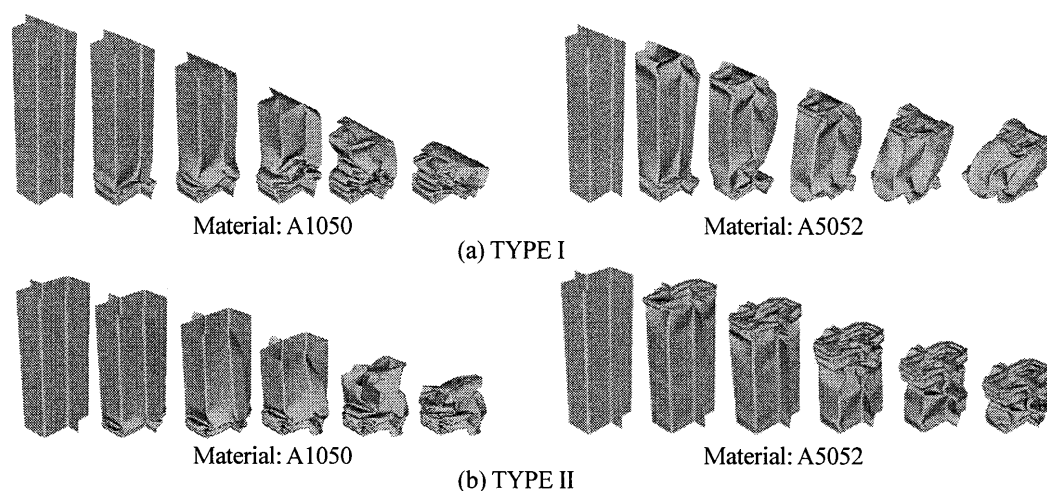 Material: A1050
Material: A5052
(a) TYPE I
Material: A1050
Material: A5052
(b) TYPE II